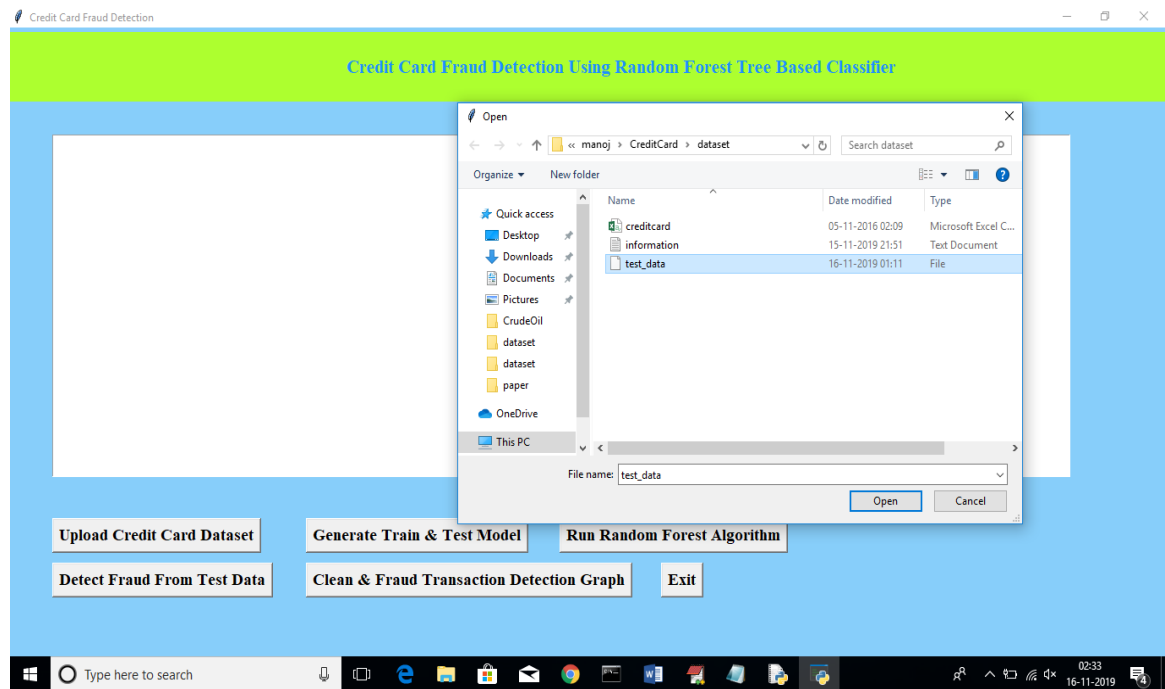 Credit Card Fraud Detection
Credit Card Fraud Detection Using Random Forest Tree Based Classifier
Open
« manoj › CreditCard › dataset
Search dataset
Organize
New folder
Name
Date modified
Type
Quick access
Desktop
Downloads
Documents
Pictures
CrudeOil
dataset
dataset
paper
OneDrive
This PC
creditcard 05-11-2016 02:09 Microsoft Excel C...
information 15-11-2019 21:51 Text Document
test_data 16-11-2019 01:11 File
File name: test_data
Open
Cancel
Upload Credit Card Dataset
Generate Train & Test Model
Run Random Forest Algorithm
Detect Fraud From Test Data
Clean & Fraud Transaction Detection Graph
Exit
Type here to search
02:33
16-11-2019
4